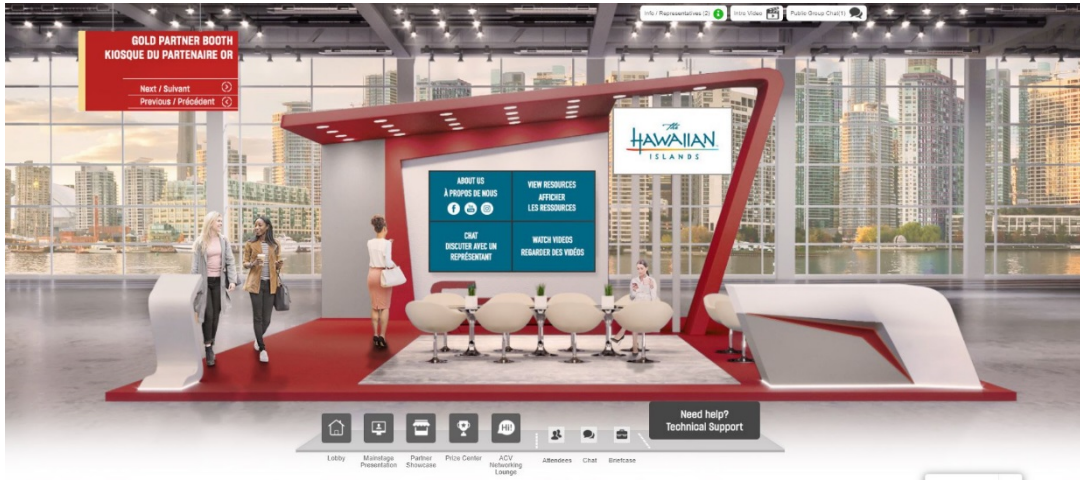 Info / Representatives (2)
Intro Video
Public Group Chat(1)
GOLD PARTNER BOOTH
KIOSQUE DU PARTENAIRE OR
Next / Suivant
Previous / Précédent
The
HAWAIIAN
ISLANDS
ABOUT US
À PROPOS DE NOUS
VIEW RESOURCES
AFFICHER
LES RESSOURCES
CHAT
DISCUTER AVEC UN
REPRÉSENTANT
WATCH VIDEOS
REGARDER DES VIDÉOS
Need help?
Technical Support
Hi!
Lobby
Mainstage
Presentation
Partner
Showcase
Prize Center
ACV
Networking
Lounge
Attendees
Chat
Briefcase